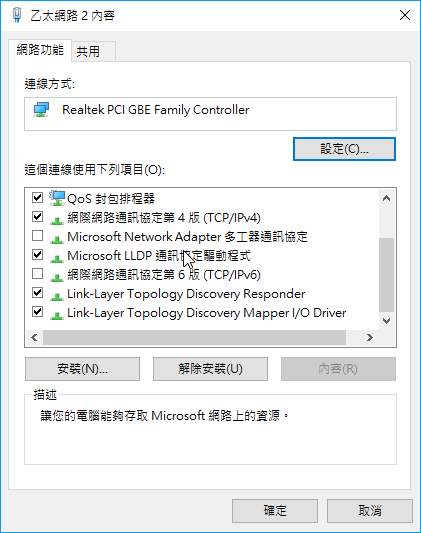 乙太網路 2 內容
網路功能
共用
連線方式:
Realtek PCI GBE Family Controller
設定(C)...
這個連線使用下列項目(O):
QoS 封包排程器
網際網路通訊協定第 4 版 (TCP/IPv4)
Microsoft Network Adapter 多工器通訊協定
Microsoft LLDP 通訊協定驅動程式
網際網路通訊協定第 6 版 (TCP/IPv6)
Link-Layer Topology Discovery Responder
Link-Layer Topology Discovery Mapper I/O Driver
安裝(N)...
解除安裝(U)
內容(R)
描述
讓您的電腦能夠存取 Microsoft 網路上的資源。
確定
取消